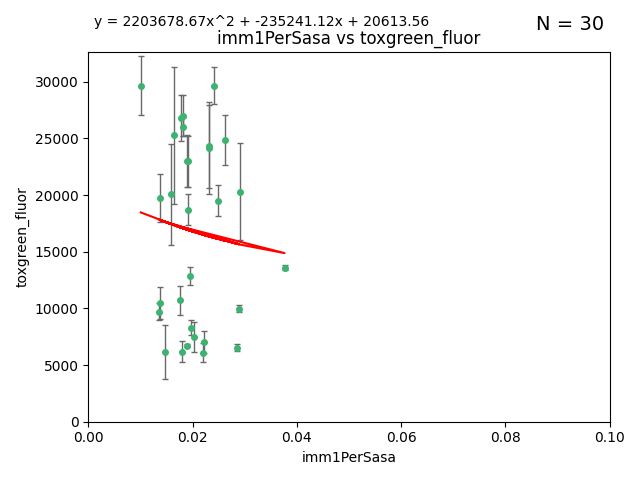 y = 2203678.67x^2 + -235241.12x + 20613.56
N = 30
imm1PerSasa vs toxgreen_fluor
30000
25000
20000
15000
10000
5000
0
toxgreen_fluor
0.00 0.02 0.04 0.06 0.08 0.10
imm1PerSasa